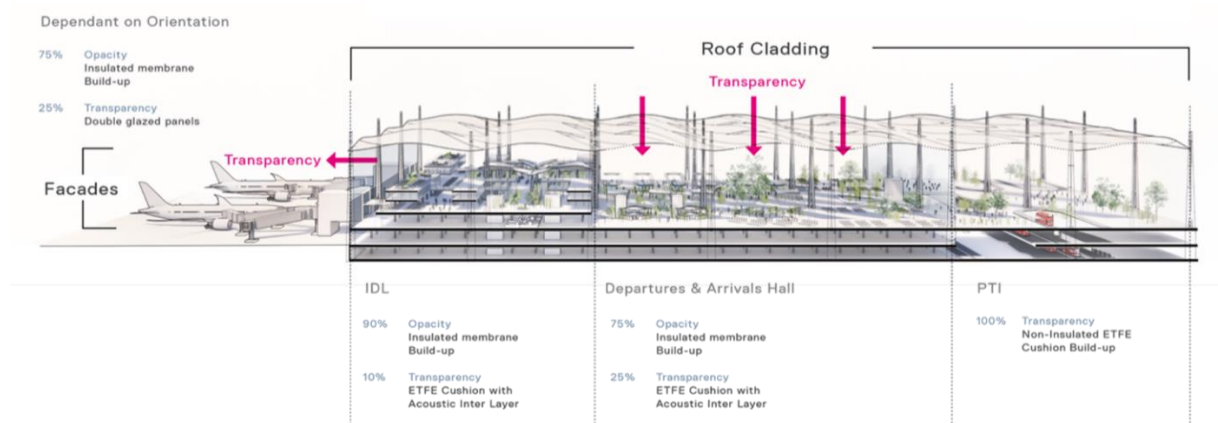 Dependant on Orientation
75% Opacity
Insulated membrane
Build-up
25% Transparency
Double glazed panels
Facades
Transparency
Roof Cladding
Transparency
IDL
90% Opacity
Insulated membrane
Build-up
10% Transparency
ETFE Cushion with
Acoustic Inter Layer
Departures & Arrivals Hall
75% Opacity
Insulated membrane
Build-up
25% Transparency
ETFE Cushion with
Acoustic Inter Layer
PTI
100% Transparency
Non-Insulated ETFE
Cushion Build-up